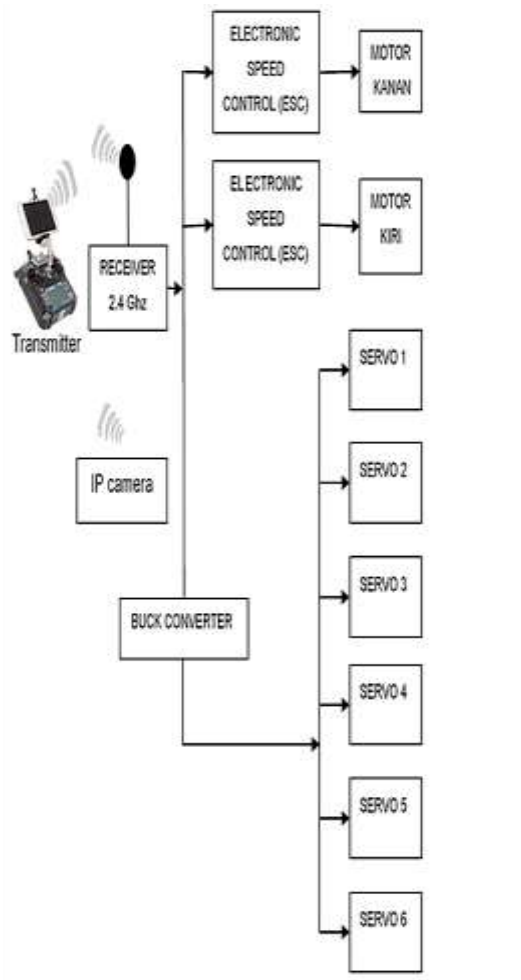 ELECTRONIC
SPEED
CONTROL (ESC)
MOTOR
KANAN
ELECTRONIC
SPEED
CONTROL (ESC)
MOTOR
KIRI
RECEIVER
2.4 Ghz
Transmitter
SERVO 1
IP camera
SERVO 2
SERVO 3
BUCK CONVERTER
SERVO 4
SERVO 5
SERVO 6